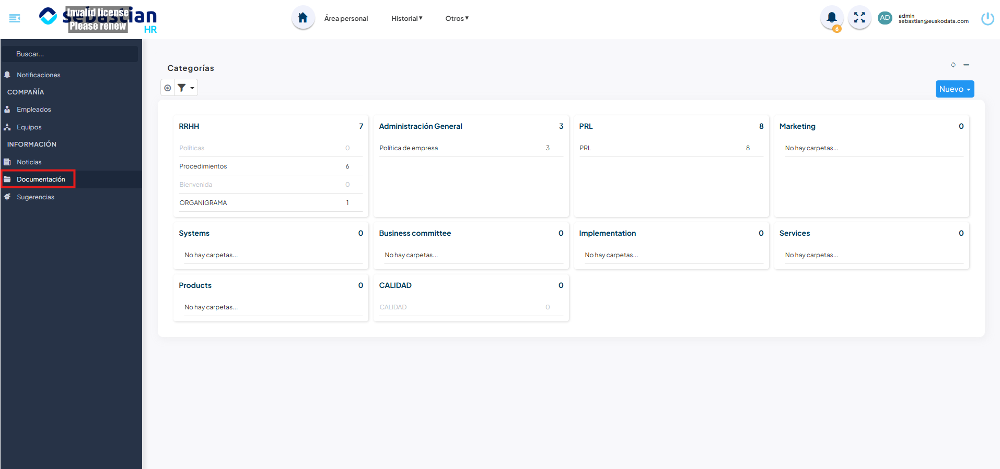 sebastian
HR
Invalid license
Please renew
Área personal
Historial▼
Otros▼
6
AD
admin
sebastian@euskodata.com
Buscar...
Notificaciones
COMPAÑÍA
Empleados
Equipos
INFORMACIÓN
Noticias
Documentación
Sugerencias
Categorías
Nuevo
RRHH 7
Políticas 0
Procedimientos 6
Bienvenida 0
ORGANIGRAMA 1
Administración General 3
Política de empresa 3
PRL 8
PRL 8
Marketing 0
No hay carpetas...
Systems 0
No hay carpetas...
Business committee 0
No hay carpetas...
Implementation 0
No hay carpetas...
Services 0
No hay carpetas...
Products 0
No hay carpetas...
CALIDAD 0
CALIDAD 0